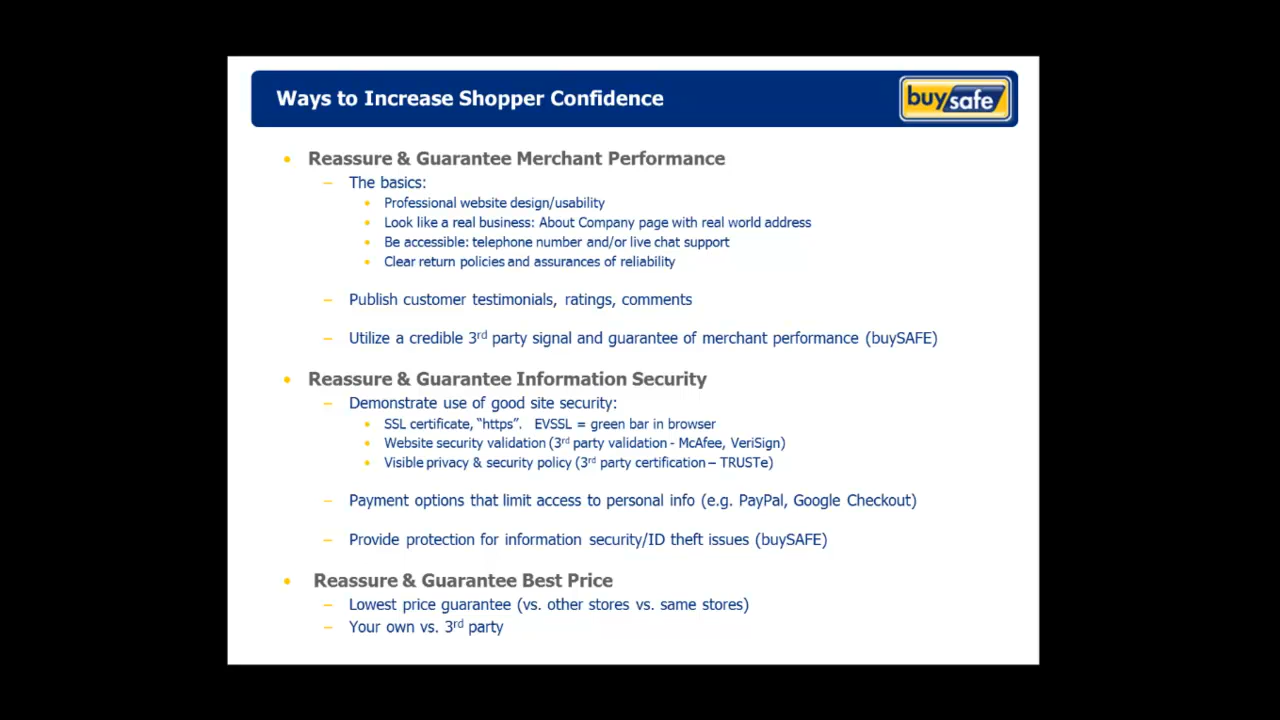 Ways to Increase Shopper Confidence
buy safe
• Reassure & Guarantee Merchant Performance
– The basics:
• Professional website design/usability
• Look like a real business: About Company page with real world address
• Be accessible: telephone number and/or live chat support
• Clear return policies and assurances of reliability
– Publish customer testimonials, ratings, comments
– Utilize a credible 3rd party signal and guarantee of merchant performance (buySAFE)
• Reassure & Guarantee Information Security
– Demonstrate use of good site security:
• SSL certificate, “https”. EVSSL = green bar in browser
• Website security validation (3rd party validation - McAfee, VeriSign)
• Visible privacy & security policy (3rd party certification – TRUSTe)
– Payment options that limit access to personal info (e.g. PayPal, Google Checkout)
– Provide protection for information security/ID theft issues (buySAFE)
• Reassure & Guarantee Best Price
– Lowest price guarantee (vs. other stores vs. same stores)
– Your own vs. 3rd party